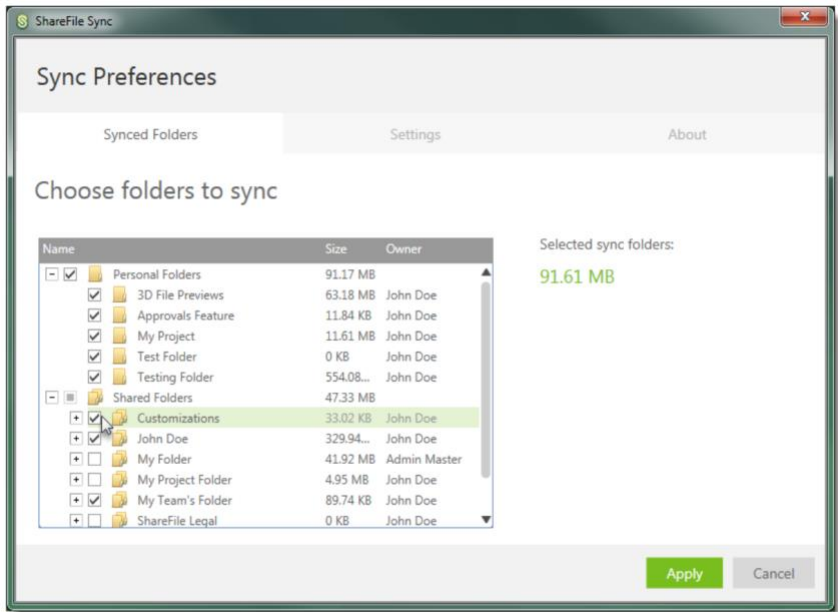 ShareFile Sync
Sync Preferences
Synced Folders Settings About
Choose folders to sync
Name Size Owner
Personal Folders 91.17 MB
3D File Previews 63.18 MB John Doe
Approvals Feature 11.84 KB John Doe
My Project 11.61 MB John Doe
Test Folder 0 KB John Doe
Testing Folder 554.08... John Doe
Shared Folders 47.33 MB
Customizations 33.02 KB John Doe
John Doe 329.94... John Doe
My Folder 41.92 MB Admin Master
My Project Folder 4.95 MB John Doe
My Team's Folder 89.74 KB John Doe
ShareFile Legal 0 KB John Doe
Selected sync folders:
91.61 MB
Apply Cancel